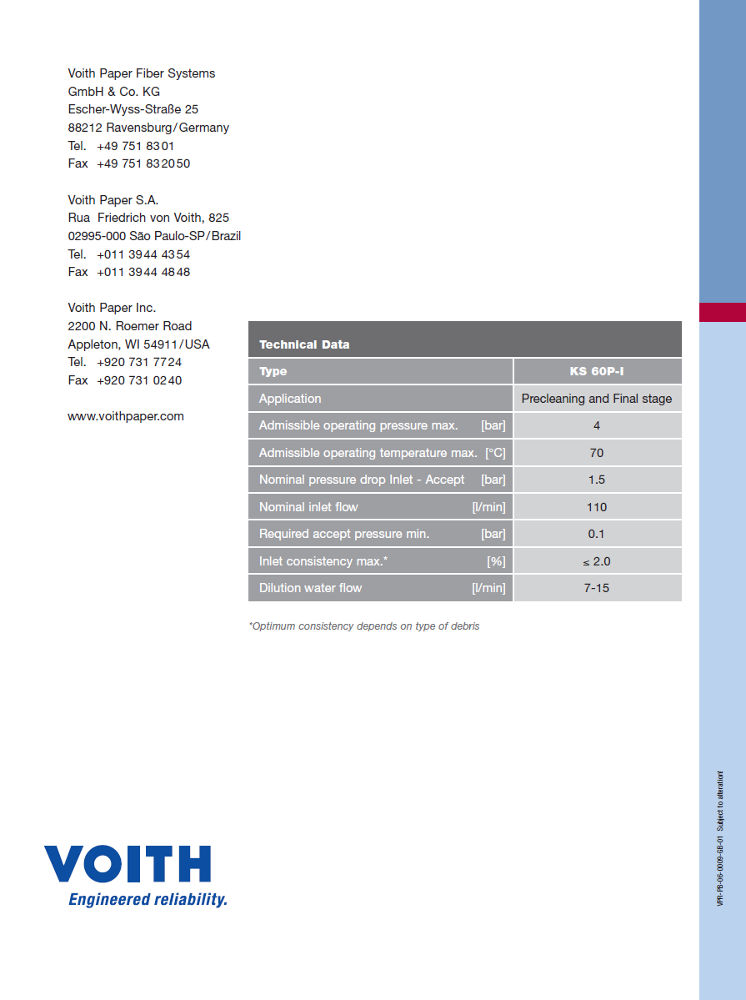 Voith Paper Fiber Systems
GmbH & Co. KG
Escher-Wyss-Straße 25
88212 Ravensburg/Germany
Tel. +49 751 8301
Fax +49 751 832050
Voith Paper S.A.
Rua Friedrich von Voith, 825
02995-000 São Paulo-SP/Brazil
Tel. +011 3944 4354
Fax +011 3944 4848
Voith Paper Inc.
2200 N. Roemer Road
Appleton, WI 54911/USA
Tel. +920 731 7724
Fax +920 731 0240
www.voithpaper.com
Technical Data
Type KS 60P-I
Application Precleaning and Final stage
Admissible operating pressure max. [bar] 4
Admissible operating temperature max. [°C] 70
Nominal pressure drop Inlet - Accept [bar] 1.5
Nominal inlet flow [l/min] 110
Required accept pressure min. [bar] 0.1
Inlet consistency max.* [%] ≤ 2.0
Dilution water flow [l/min] 7-15
*Optimum consistency depends on type of debris
VOITH
Engineered reliability.
VPR-PB-06-0009-GB-01 Subject to alteration!